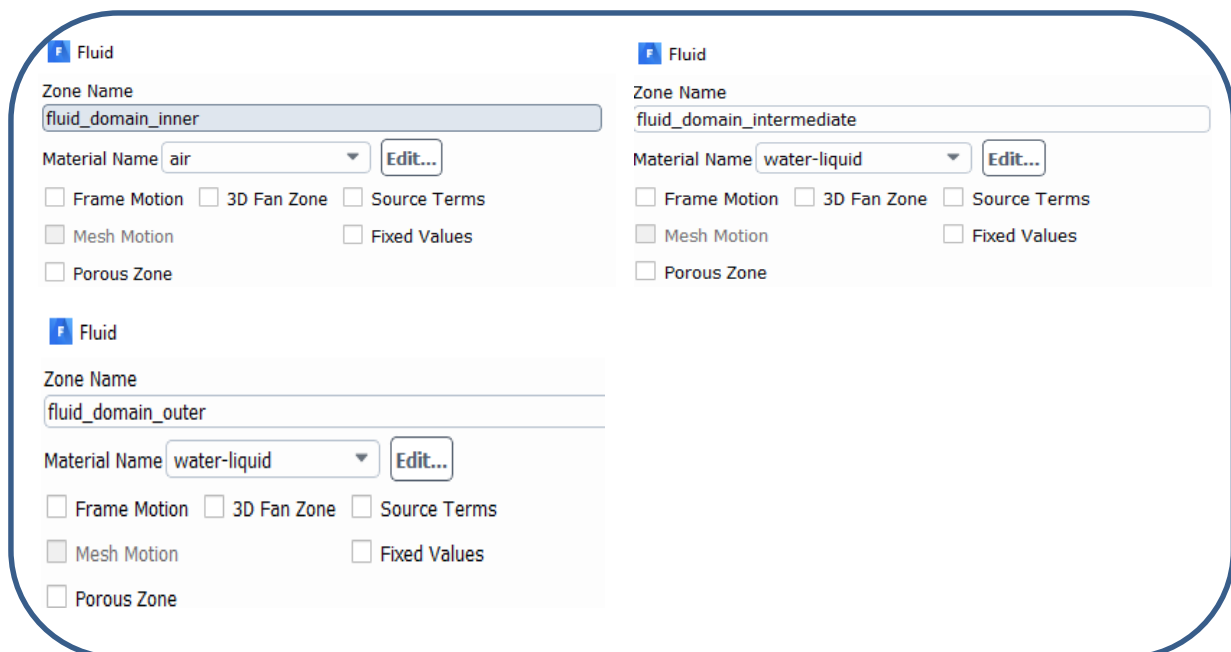 F Fluid
Zone Name
fluid_domain_inner
Material Name air Edit...
Frame Motion 3D Fan Zone Source Terms
Mesh Motion Fixed Values
Porous Zone
F Fluid
Zone Name
fluid_domain_intermediate
Material Name water-liquid Edit...
Frame Motion 3D Fan Zone Source Terms
Mesh Motion Fixed Values
Porous Zone
F Fluid
Zone Name
fluid_domain_outer
Material Name water-liquid Edit...
Frame Motion 3D Fan Zone Source Terms
Mesh Motion Fixed Values
Porous Zone